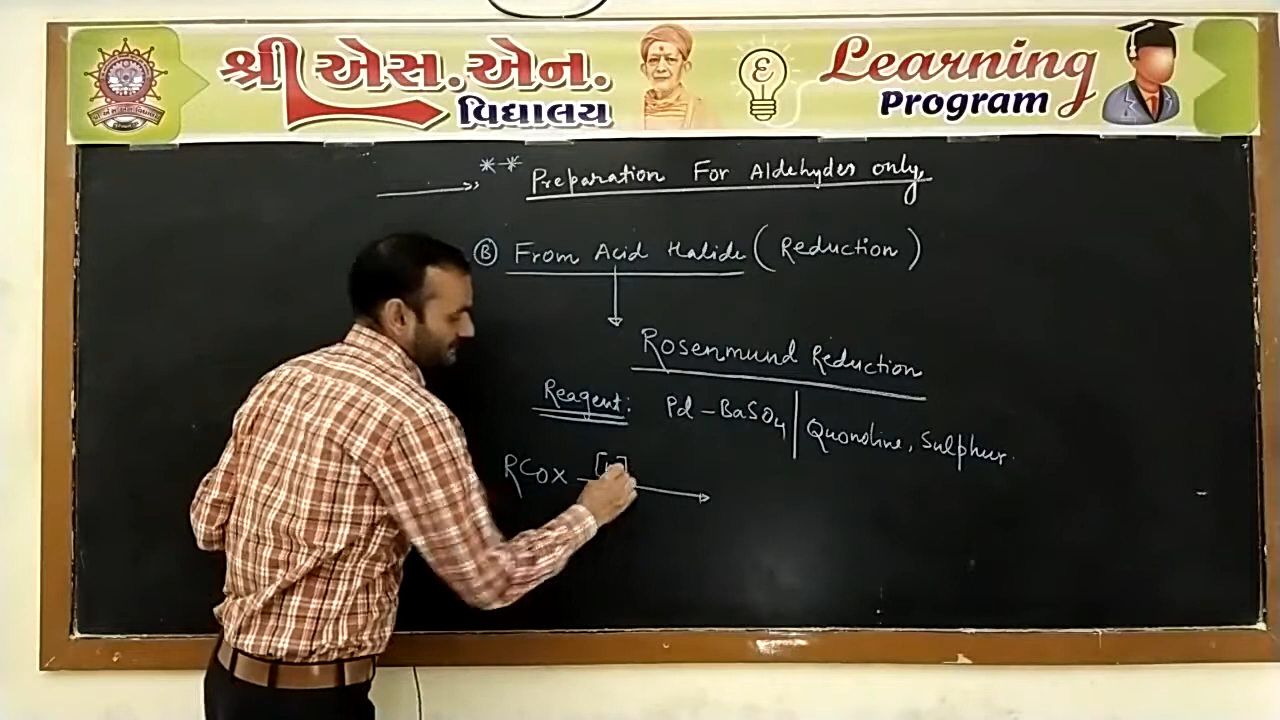 શ્રી એસ.એન.
વિદ્યાલય
Learning
Program
** Preparation For Aldehydes only,
Ⓑ From Acid Halide (Reduction)
Rosenmund Reduction
Reagent: Pd - BaSO₄ | Quonoline, Sulphur.
RCOX